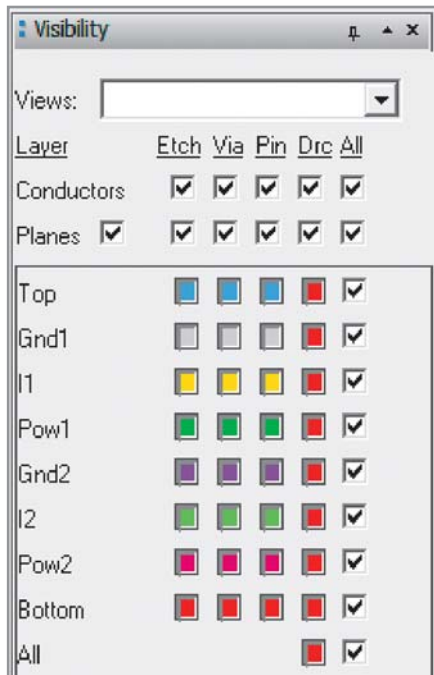 Visibility
Views:
Layer Etch Via Pin Drc All
Conductors
Planes
Top
Gnd1
I1
Pow1
Gnd2
I2
Pow2
Bottom
All